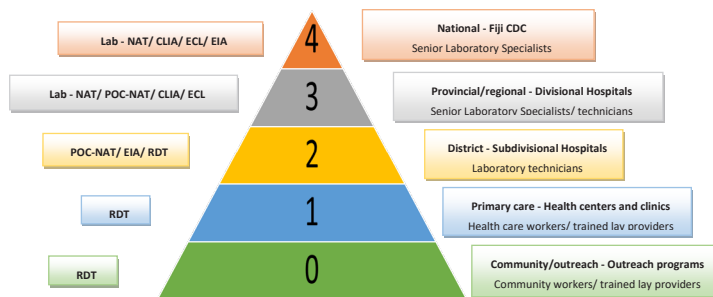 Lab - NAT/ CLIA/ ECL/ EIA
4
National - Fiji CDC
Senior Laboratory Specialists
Lab - NAT/ POC-NAT/ CLIA/ ECL
3
Provincial/regional - Divisional Hospitals
Senior Laboratory Specialists/ technicians
POC-NAT/ EIA/ RDT
2
District - Subdivisional Hospitals
Laboratory technicians
RDT
1
Primary care - Health centers and clinics
Health care workers/ trained lay providers
RDT
0
Community/outreach - Outreach programs
Community workers/ trained lay providers